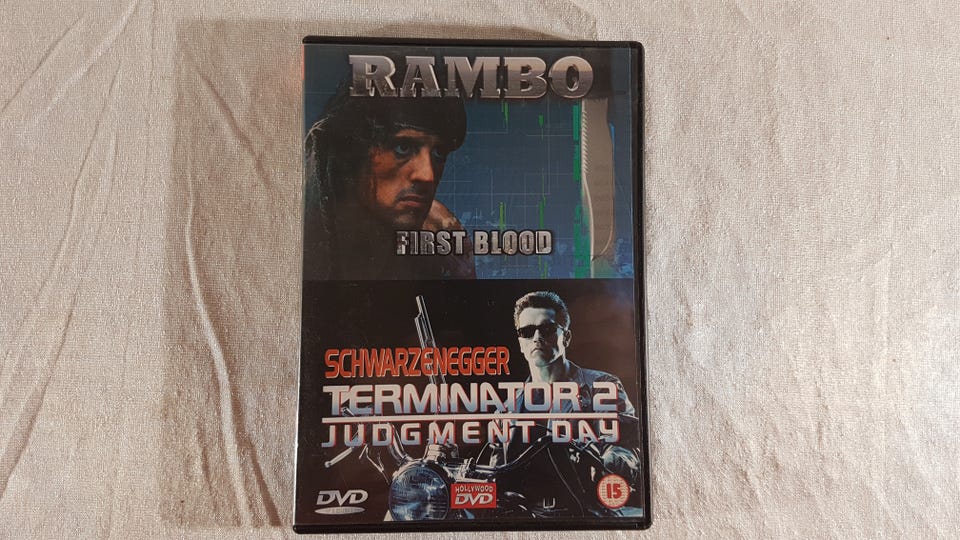 RAMBO
FIRST BLOOD
SCHWARZENEGGER
TERMINATOR 2
JUDGMENT DAY
DVD
HOLLYWOOD
DVD
15